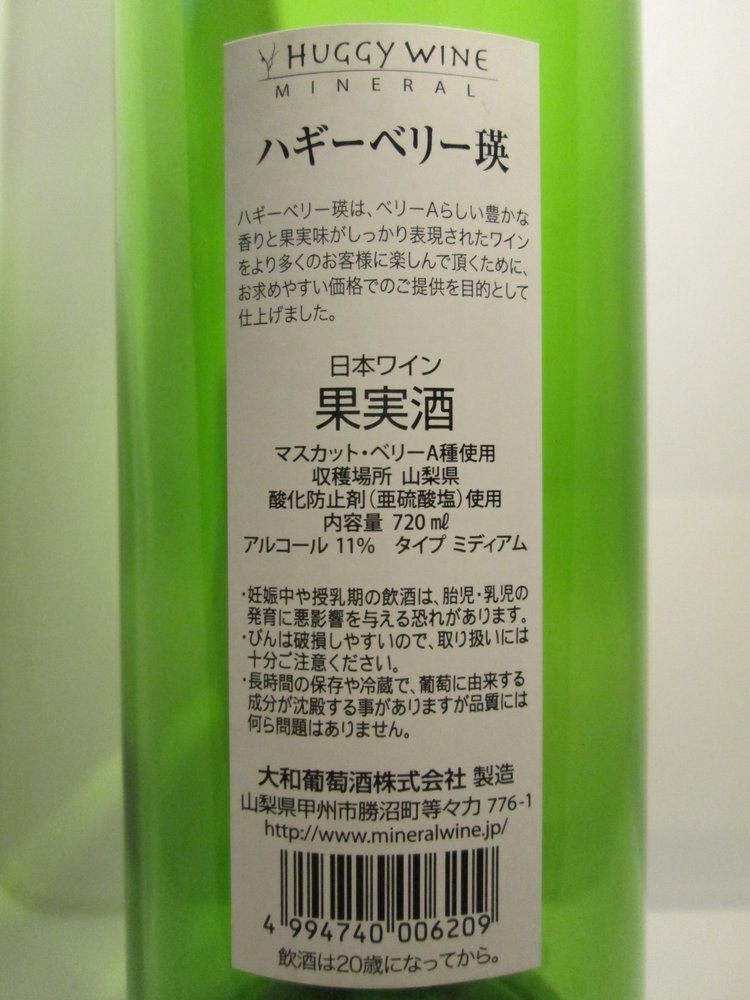 HUGGY WINE
MINERAL
ハギーベリー瑛
ハギーベリー瑛は、ベリーAらしい豊かな
香りと果実味がしっかり表現されたワイン
をより多くのお客様に楽しんで頂くために、
お求めやすい価格でのご提供を目的として
仕上げました。
日本ワイン
果実酒
マスカット・ベリーA種使用
収穫場所 山梨県
酸化防止剤(亜硫酸塩)使用
内容量 720㎖
アルコール 11% タイプ ミディアム
・妊娠中や授乳期の飲酒は、胎児・乳児の
発育に悪影響を与える恐れがあります。
・びんは破損しやすいので、取り扱いには
十分ご注意ください。
・長時間の保存や冷蔵で、葡萄に由来する
成分が沈殿する事がありますが品質には
何ら問題はありません。
大和葡萄酒株式会社 製造
山梨県甲州市勝沼町等々力 776-1
http://www.mineralwine.jp/
4 994740 006209
飲酒は20歳になってから。